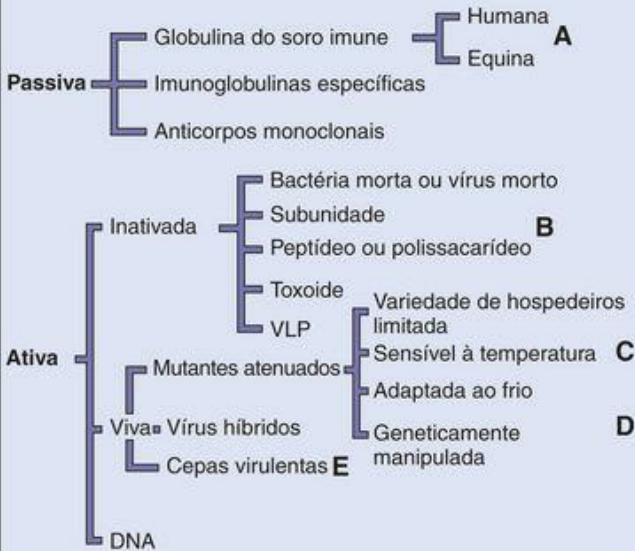 Humana
Globulina do soro imune
A
Equina
Passiva
Imunoglobulinas específicas
Anticorpos monoclonais
Bactéria morta ou vírus morto
Inativada
Subunidade
B
Peptídeo ou polissacarídeo
Toxoide
VLP
Ativa
Variedade de hospedeiros
limitada
Mutantes atenuados
Sensível à temperatura
C
Adaptada ao frio
Viva
Vírus híbridos
Geneticamente
manipulada
D
Cepas virulentas E
DNA